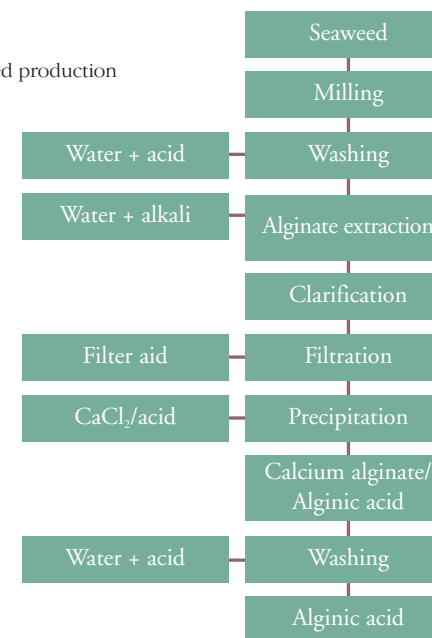 Seaweed
ed production
Milling
Water + acid
Washing
Water + alkali
Alginate extraction
Clarification
Filter aid
Filtration
CaCl₂/acid
Precipitation
Calcium alginate/
Alginic acid
Water + acid
Washing
Alginic acid